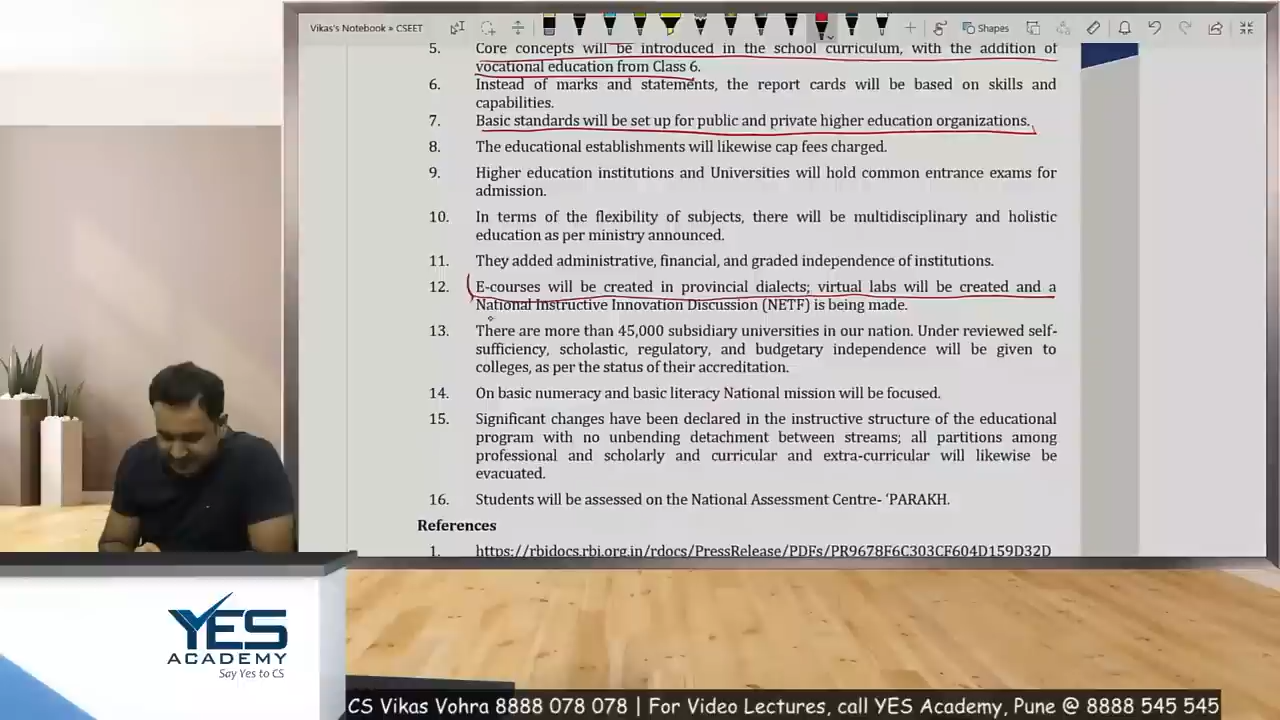 Vikas's Notebook » CSEET
Shapes
5. Core concepts will be introduced in the school curriculum, with the addition of
vocational education from Class 6.
6. Instead of marks and statements, the report cards will be based on skills and
capabilities.
7. Basic standards will be set up for public and private higher education organizations.
8. The educational establishments will likewise cap fees charged.
9. Higher education institutions and Universities will hold common entrance exams for
admission.
10. In terms of the flexibility of subjects, there will be multidisciplinary and holistic
education as per ministry announced.
11. They added administrative, financial, and graded independence of institutions.
12. E-courses will be created in provincial dialects; virtual labs will be created and a
National Instructive Innovation Discussion (NETF) is being made.
13. There are more than 45,000 subsidiary universities in our nation. Under reviewed self-
sufficiency, scholastic, regulatory, and budgetary independence will be given to
colleges, as per the status of their accreditation.
14. On basic numeracy and basic literacy National mission will be focused.
15. Significant changes have been declared in the instructive structure of the educational
program with no unbending detachment between streams; all partitions among
professional and scholarly and curricular and extra-curricular will likewise be
evacuated.
16. Students will be assessed on the National Assessment Centre- ‘PARAKH.
References
1. https://rbidocs.rbi.org.in/rdocs/PressRelease/PDFs/PR9678F6C303CF604D159D32D
YES
ACADEMY
Say Yes to CS
CS Vikas Vohra 8888 078 078 | For Video Lectures, call YES Academy, Pune @ 8888 545 545